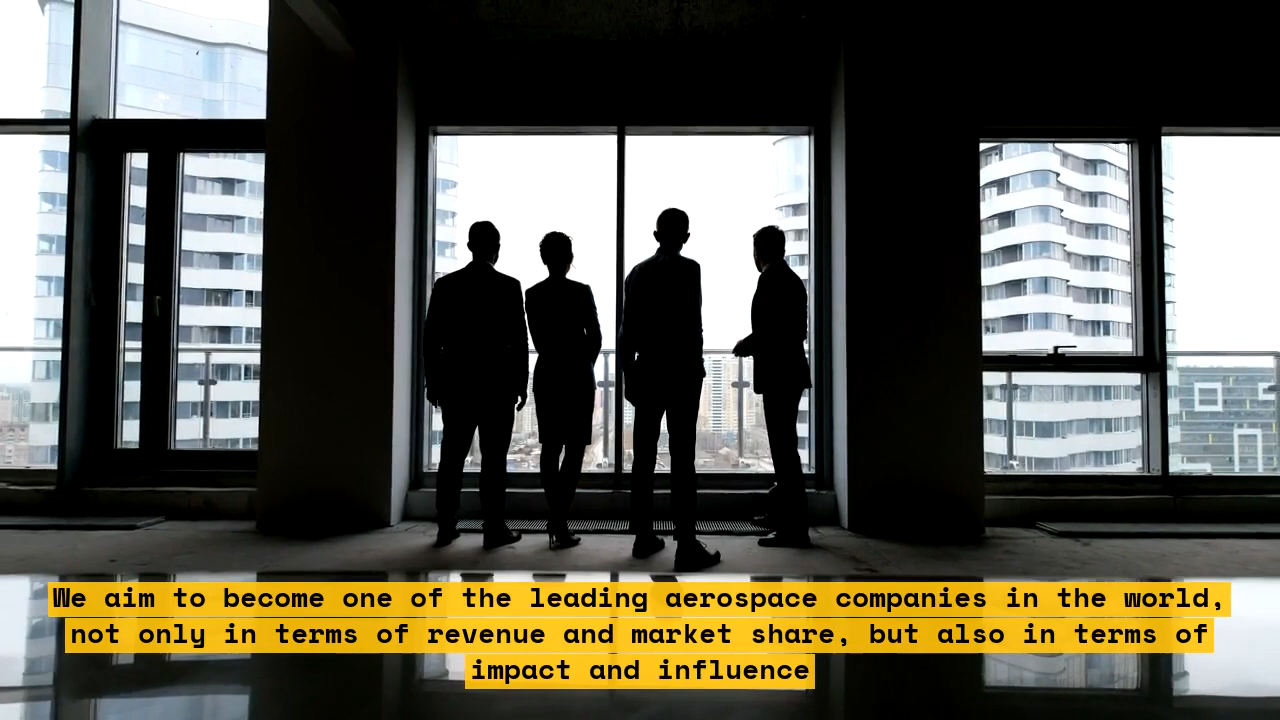 We aim to become one of the leading aerospace companies in the world,
not only in terms of revenue and market share, but also in terms of
impact and influence